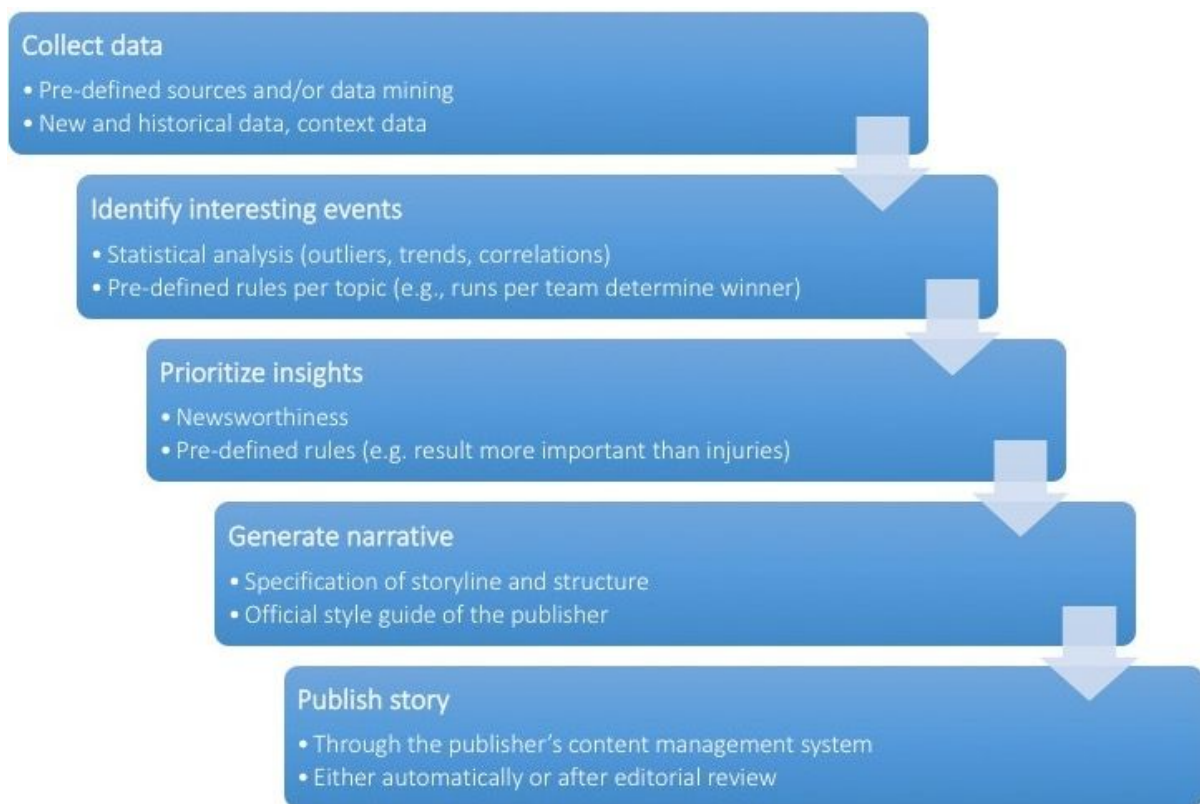 Collect data
• Pre-defined sources and/or data mining
• New and historical data, context data
Identify interesting events
• Statistical analysis (outliers, trends, correlations)
• Pre-defined rules per topic (e.g., runs per team determine winner)
Prioritize insights
• Newsworthiness
• Pre-defined rules (e.g. result more important than injuries)
Generate narrative
• Specification of storyline and structure
• Official style guide of the publisher
Publish story
• Through the publisher's content management system
• Either automatically or after editorial review